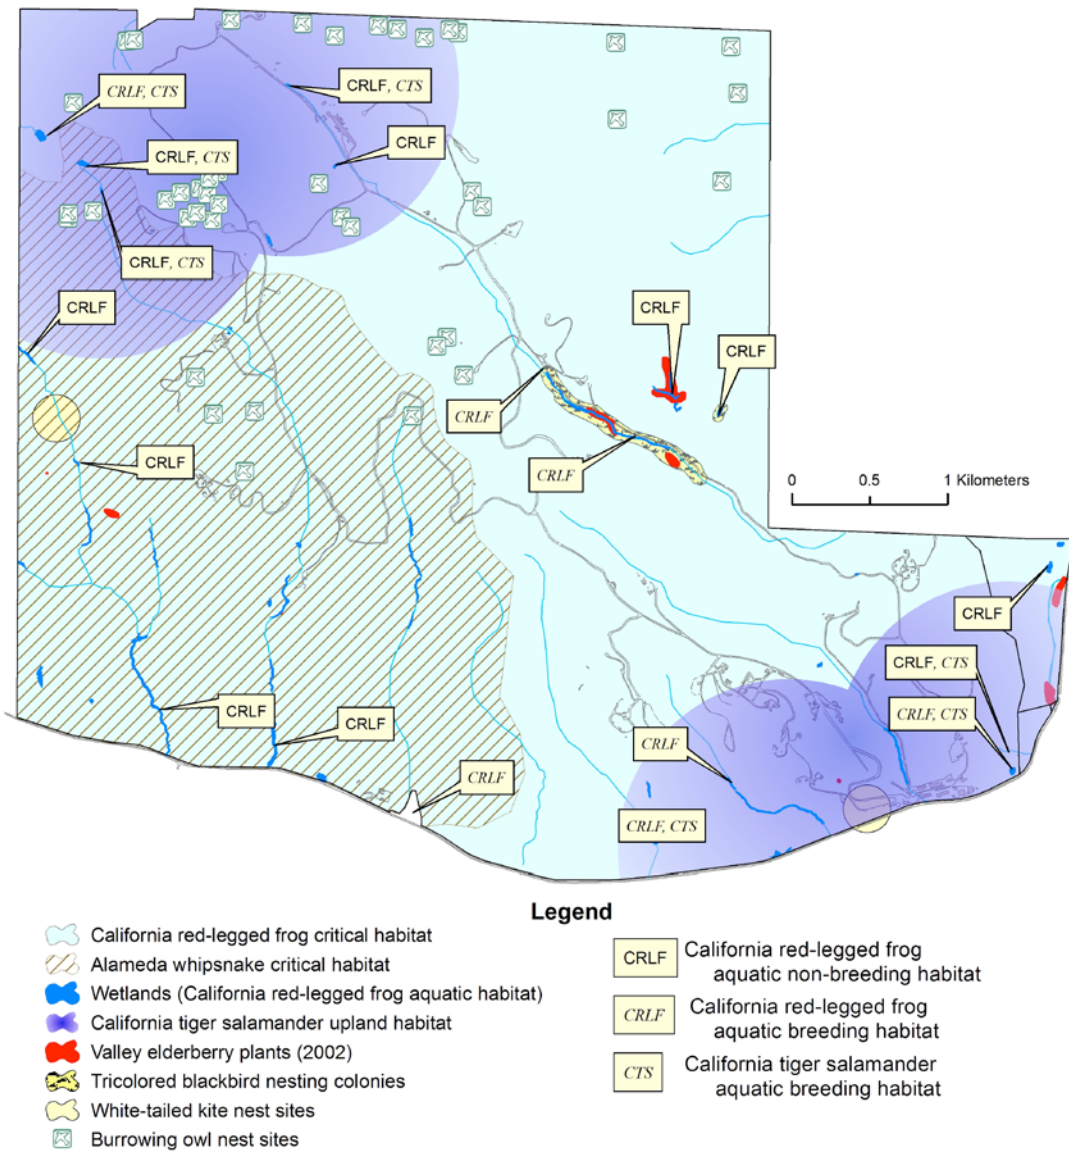 CRLF, CTS
CRLF, CTS
CRLF
CRLF, CTS
CRLF, CTS
CRLF
CRLF
CRLF
CRLF
CRLF
CRLF
0 0.5 1 Kilometers
CRLF
CRLF, CTS
CRLF
CRLF
CRLF, CTS
CRLF
CRLF
CRLF, CTS
Legend
California red-legged frog critical habitat
Alameda whipsnake critical habitat
Wetlands (California red-legged frog aquatic habitat)
California tiger salamander upland habitat
Valley elderberry plants (2002)
Tricolored blackbird nesting colonies
White-tailed kite nest sites
Burrowing owl nest sites
CRLF California red-legged frog
aquatic non-breeding habitat
CRLF California red-legged frog
aquatic breeding habitat
CTS California tiger salamander
aquatic breeding habitat